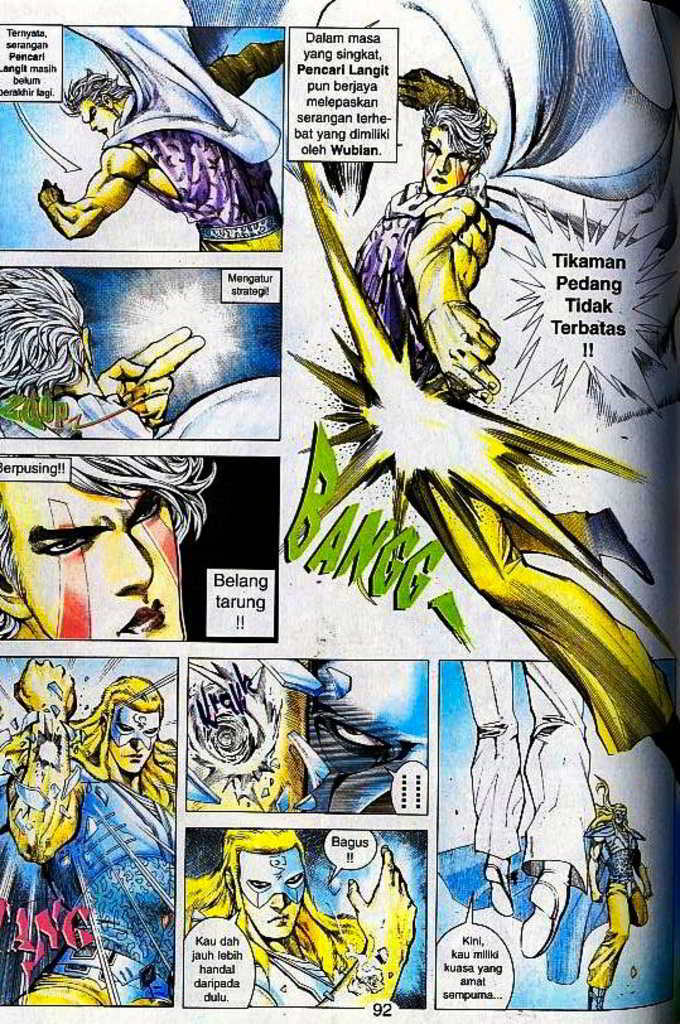 Ternyata,
serangan
Pencari
Langit masih
belum
berakhir lagi.
Dalam masa
yang singkat,
Pencari Langit
pun berjaya
melepaskan
serangan terhe-
bat yang dimiliki
oleh Wubian.
Tikaman
Pedang
Tidak
Terbatas
!!
Mengatur
strategi!
Berpusing!!
Belang
tarung
!!
BANGG
Bagus
!!
Kau dah
jauh lebih
handal
daripada
dulu.
Kini,
kau miliki
kuasa yang
amat
sempurna...
92